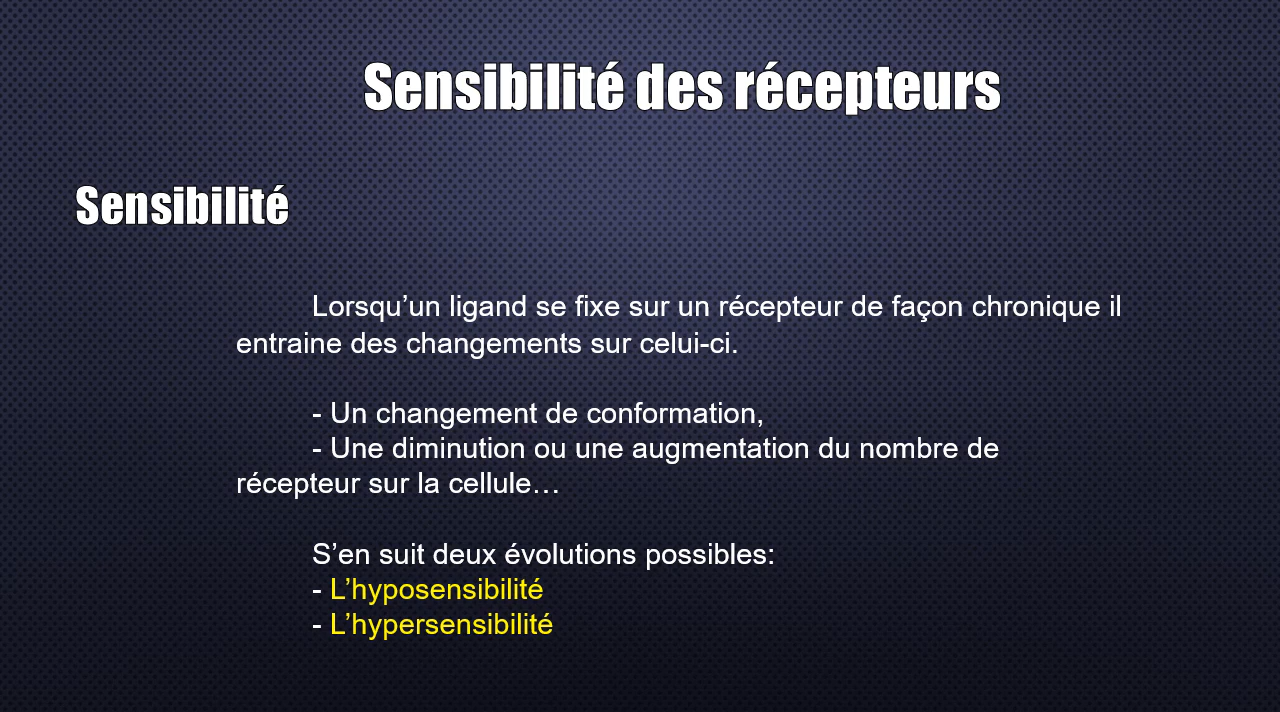 Sensibilité des récepteurs
Sensibilité
Lorsqu’un ligand se fixe sur un récepteur de façon chronique il
entraine des changements sur celui-ci.
- Un changement de conformation,
- Une diminution ou une augmentation du nombre de
récepteur sur la cellule…
S’en suit deux évolutions possibles:
- L’hyposensibilité
- L’hypersensibilité